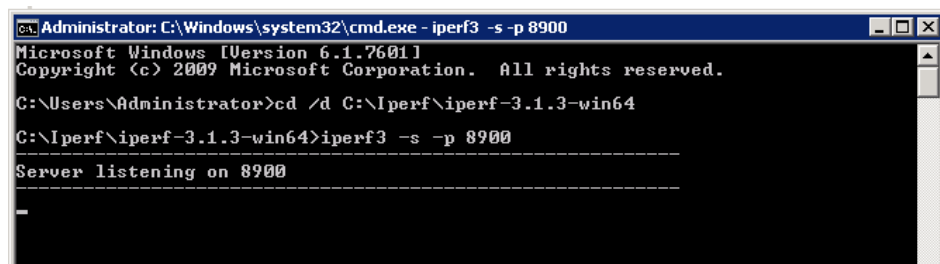 Administrator: C:\Windows\system32\cmd.exe - iperf3 -s -p 8900
Microsoft Windows [Version 6.1.7601]
Copyright (c) 2009 Microsoft Corporation.  All rights reserved.
C:\Users\Administrator>cd /d C:\Iperf\iperf-3.1.3-win64
C:\Iperf\iperf-3.1.3-win64>iperf3 -s -p 8900
-----------------------------------------------------------
Server listening on 8900
-----------------------------------------------------------